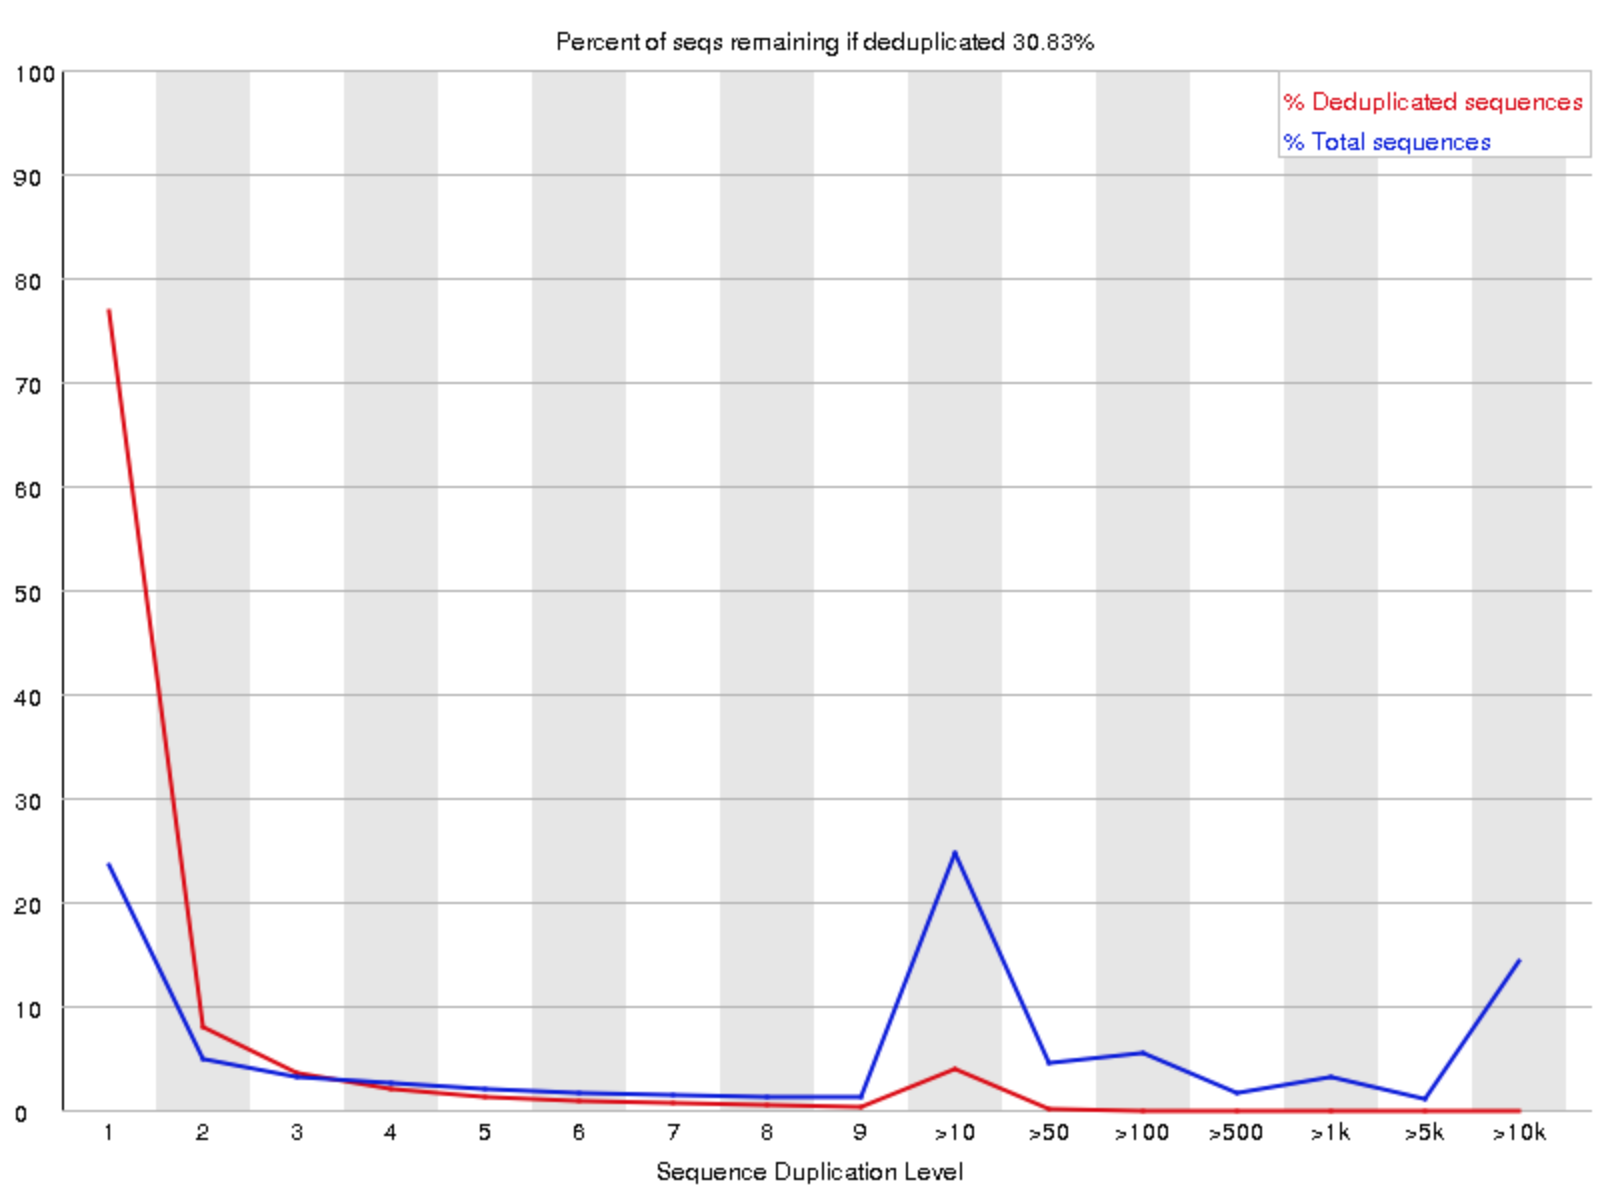 Percent of seqs remaining if deduplicated 30.83%
% Deduplicated sequences
% Total sequences
100
90
80
70
60
50
40
30
20
10
0
1 2 3 4 5 6 7 8 9 >10 >50 >100 >500 >1k >5k >10k
Sequence Duplication Level